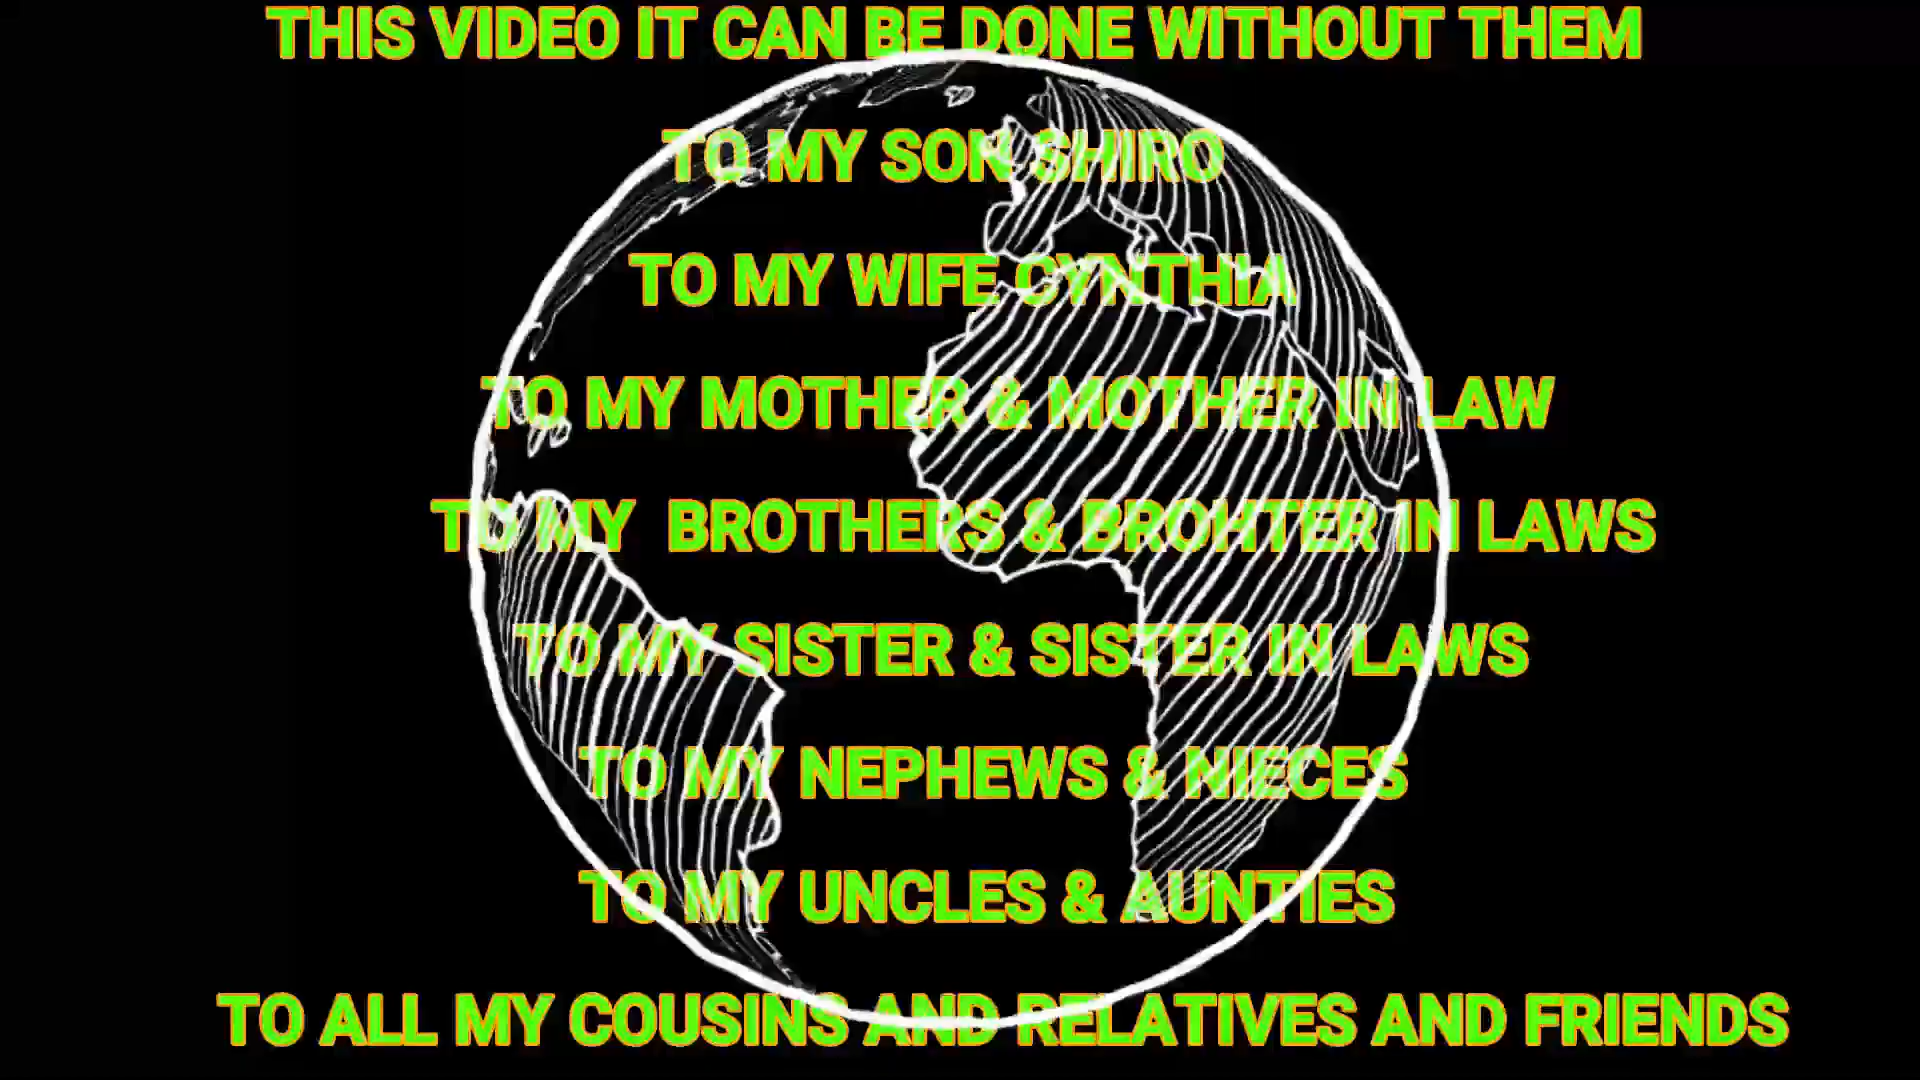 THIS VIDEO IT CAN BE DONE WITHOUT THEM
TO MY SON SHIRO
TO MY WIFE CYNTHIA
TO MY MOTHER & MOTHER IN LAW
TO MY BROTHERS & BROHTER IN LAWS
TO MY SISTER & SISTER IN LAWS
TO MY NEPHEWS & NIECES
TO MY UNCLES & AUNTIES
TO ALL MY COUSINS AND RELATIVES AND FRIENDS